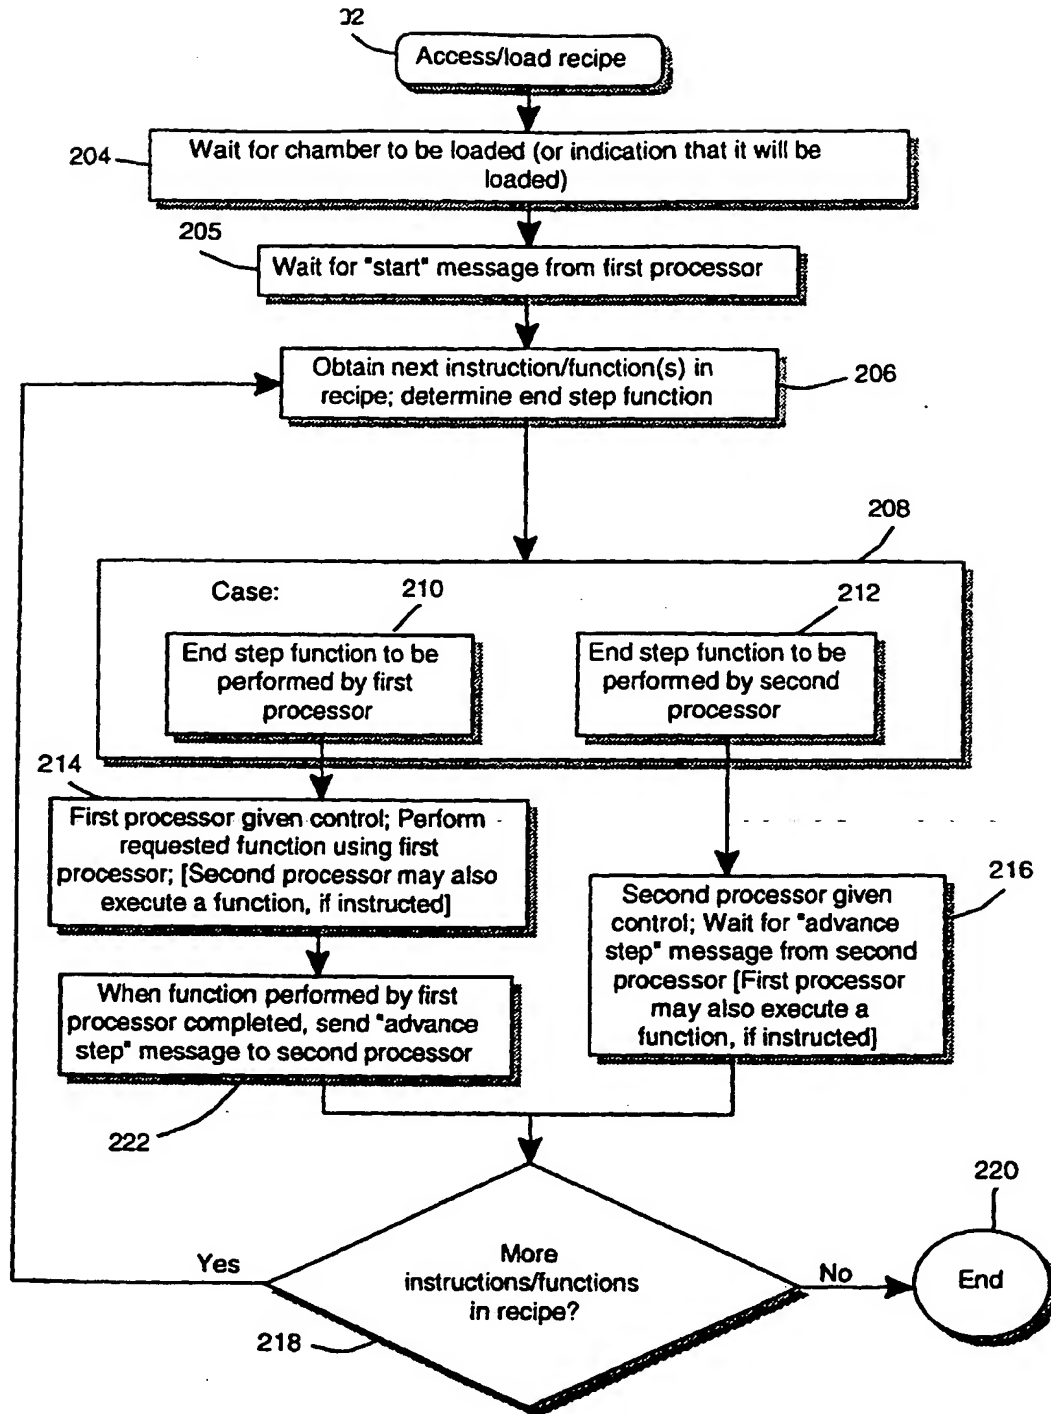 02
Access/load recipe
204
Wait for chamber to be loaded (or indication that it will be
loaded)
205
Wait for "start" message from first processor
Obtain next instruction/function(s) in
recipe; determine end step function
206
208
Case:
210
212
End step function to be
performed by first
processor
End step function to be
performed by second
processor
214
First processor given control; Perform
requested function using first
processor; [Second processor may also
execute a function, if instructed]
216
Second processor given
control; Wait for "advance
step" message from second
processor [First processor
may also execute a
function, if instructed]
When function performed by first
processor completed, send "advance
step" message to second processor
222
220
Yes
More
instructions/functions
in recipe?
No
End
218